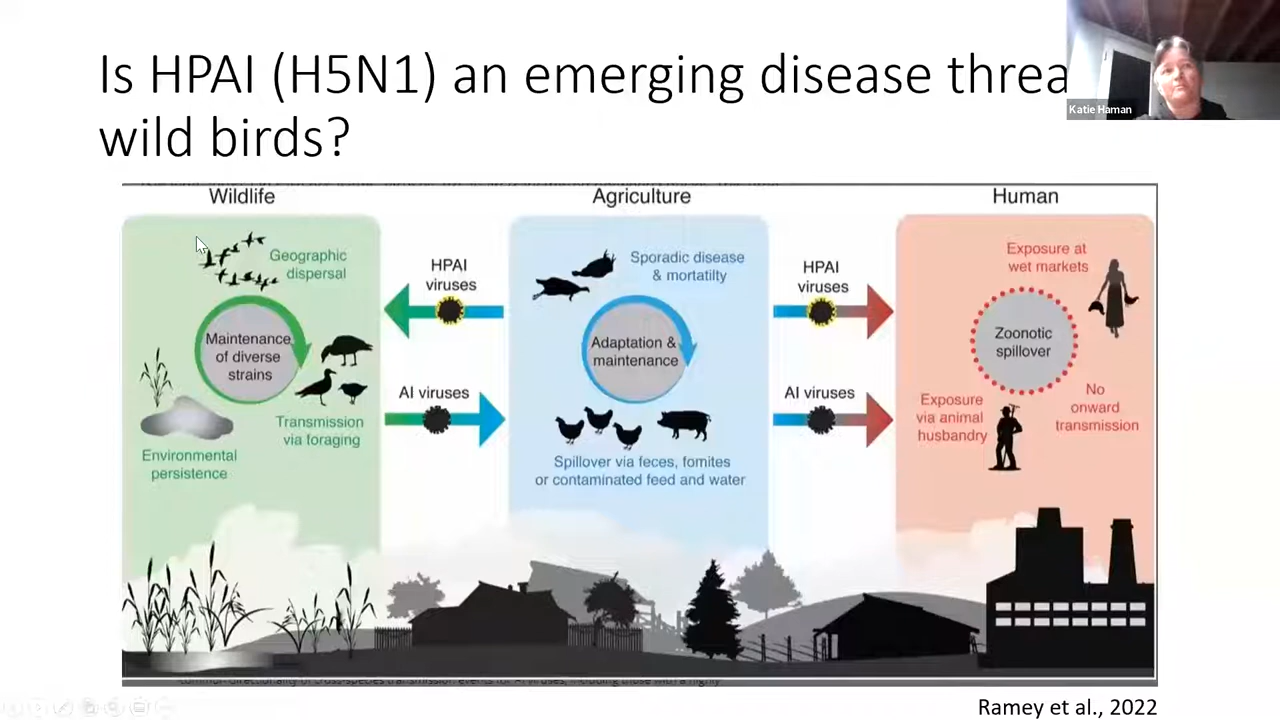 Is HPAI (H5N1) an emerging disease threa
wild birds?
Katie Haman
Wildlife
Agriculture
Human
Geographic
dispersal
Maintenance
of diverse
strains
Transmission
via foraging
Environmental
persistence
HPAI
viruses
AI viruses
Sporadic disease
& mortatilty
Adaptation &
maintenance
Spillover via feces, fomites
or contaminated feed and water
HPAI
viruses
AI viruses
Exposure at
wet markets
Zoonotic
spillover
Exposure
via animal
husbandry
No
onward
transmission
Ramey et al., 2022